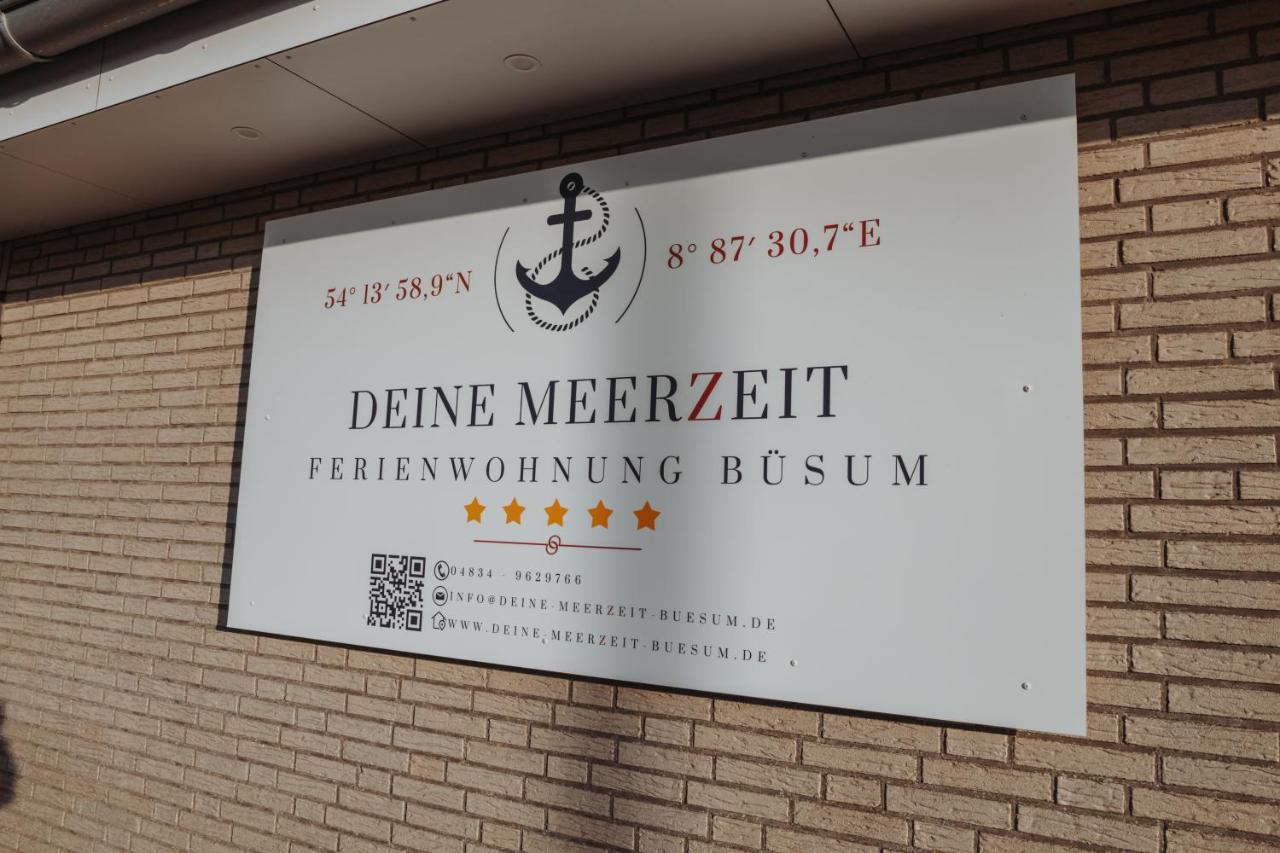 54° 13′ 58,9“N 8° 87′ 30,7“E
DEINE MEERZEIT
FERIENWOHNUNG BÜSUM
04834 - 9629766
INFO@DEINE-MEERZEIT-BUESUM.DE
WWW.DEINE-MEERZEIT-BUESUM.DE